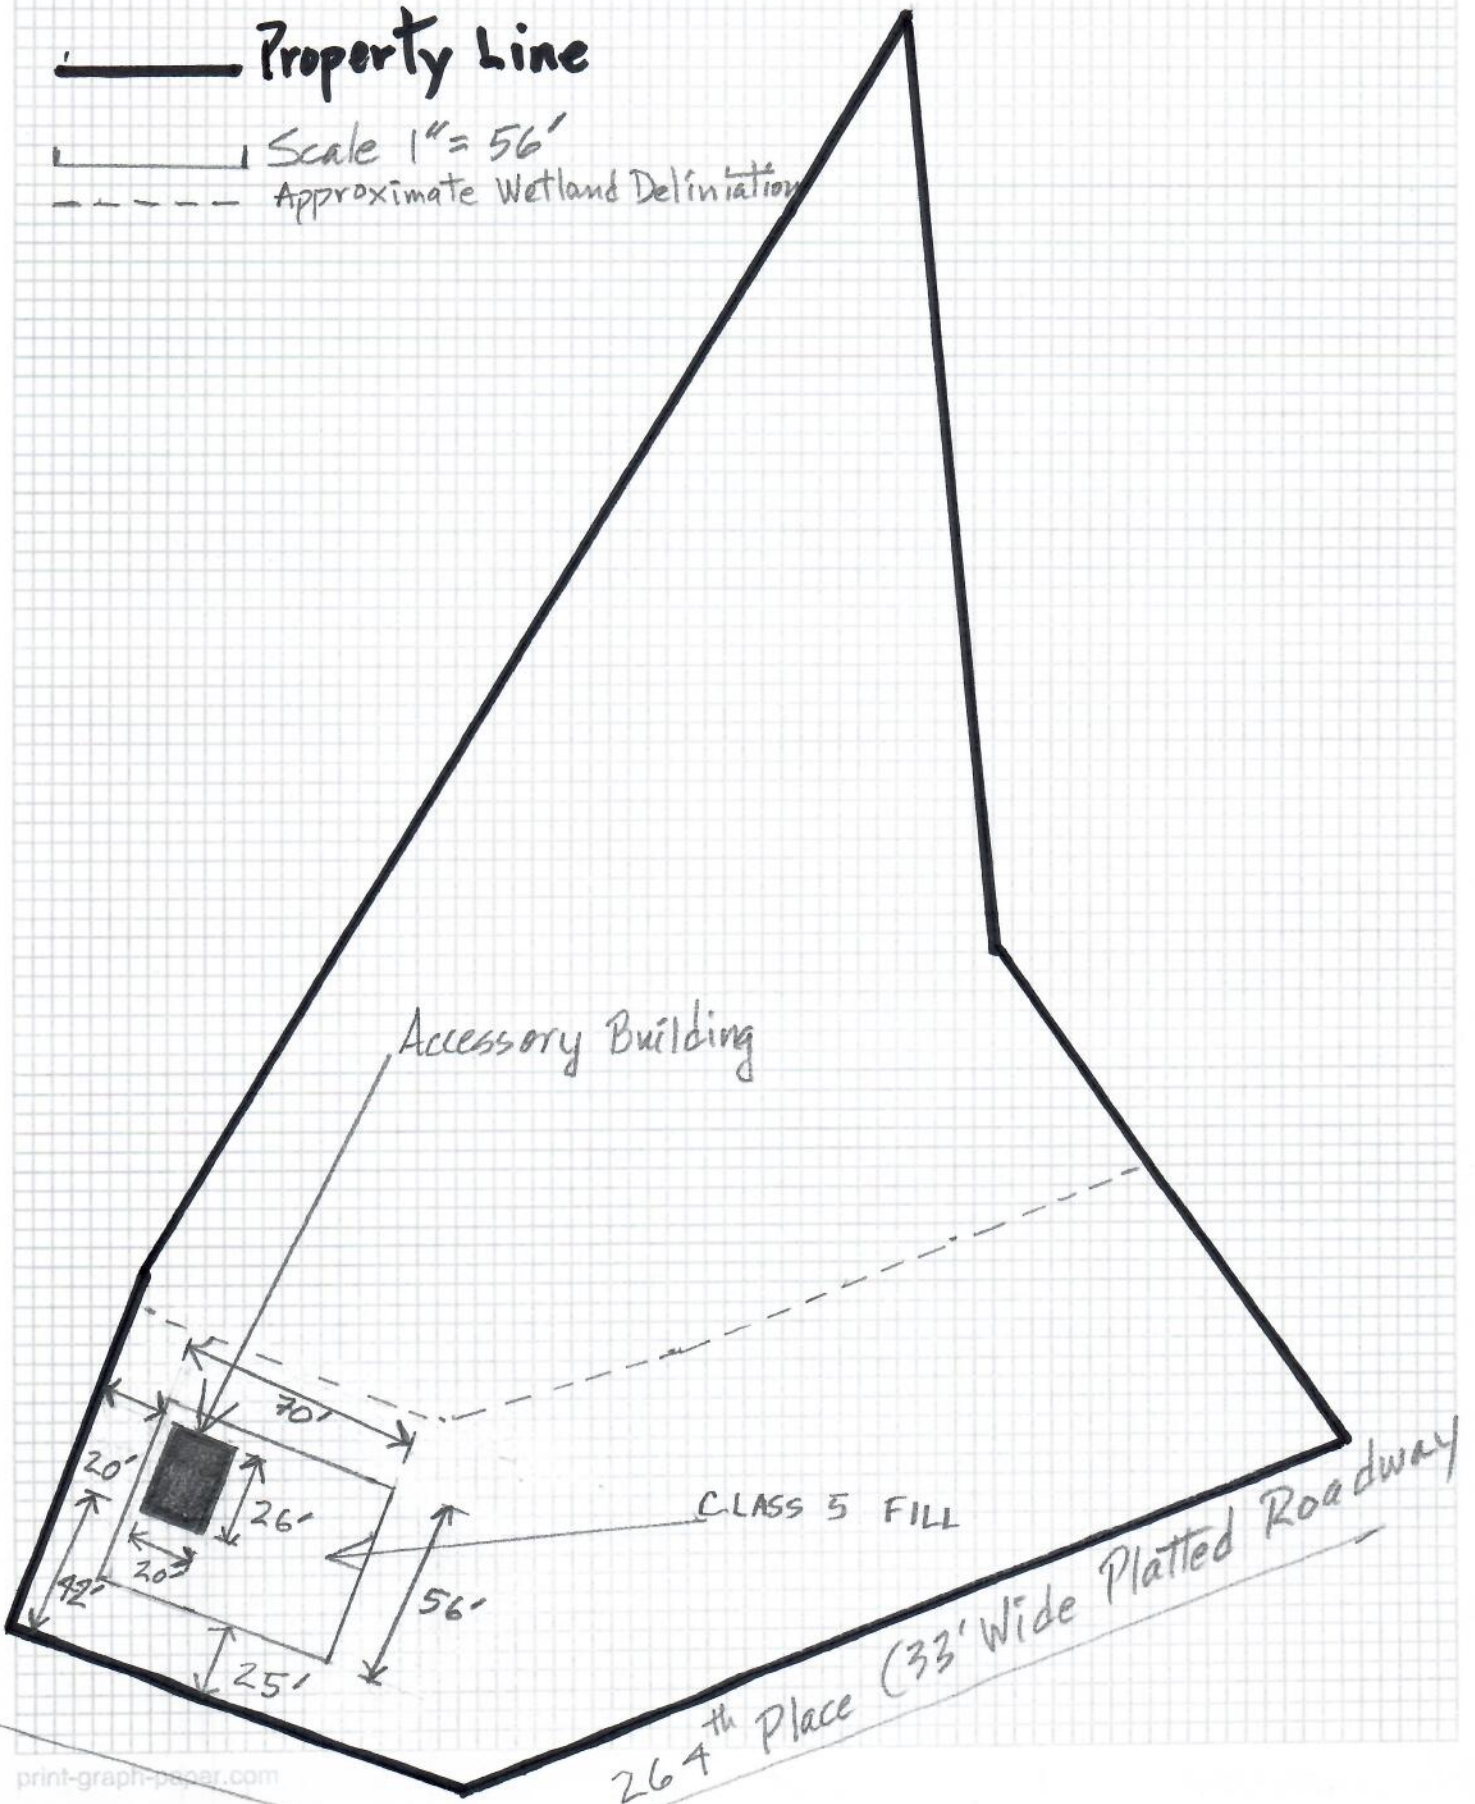 Property Line
Scale 1" = 56'
Approximate Wetland Deliniation
Accessory Building
70'
20'
26'
20'
42'
CLASS 5 FILL
56'
25'
264th Place (33' Wide Platted Roadway
print-graph-paper.com